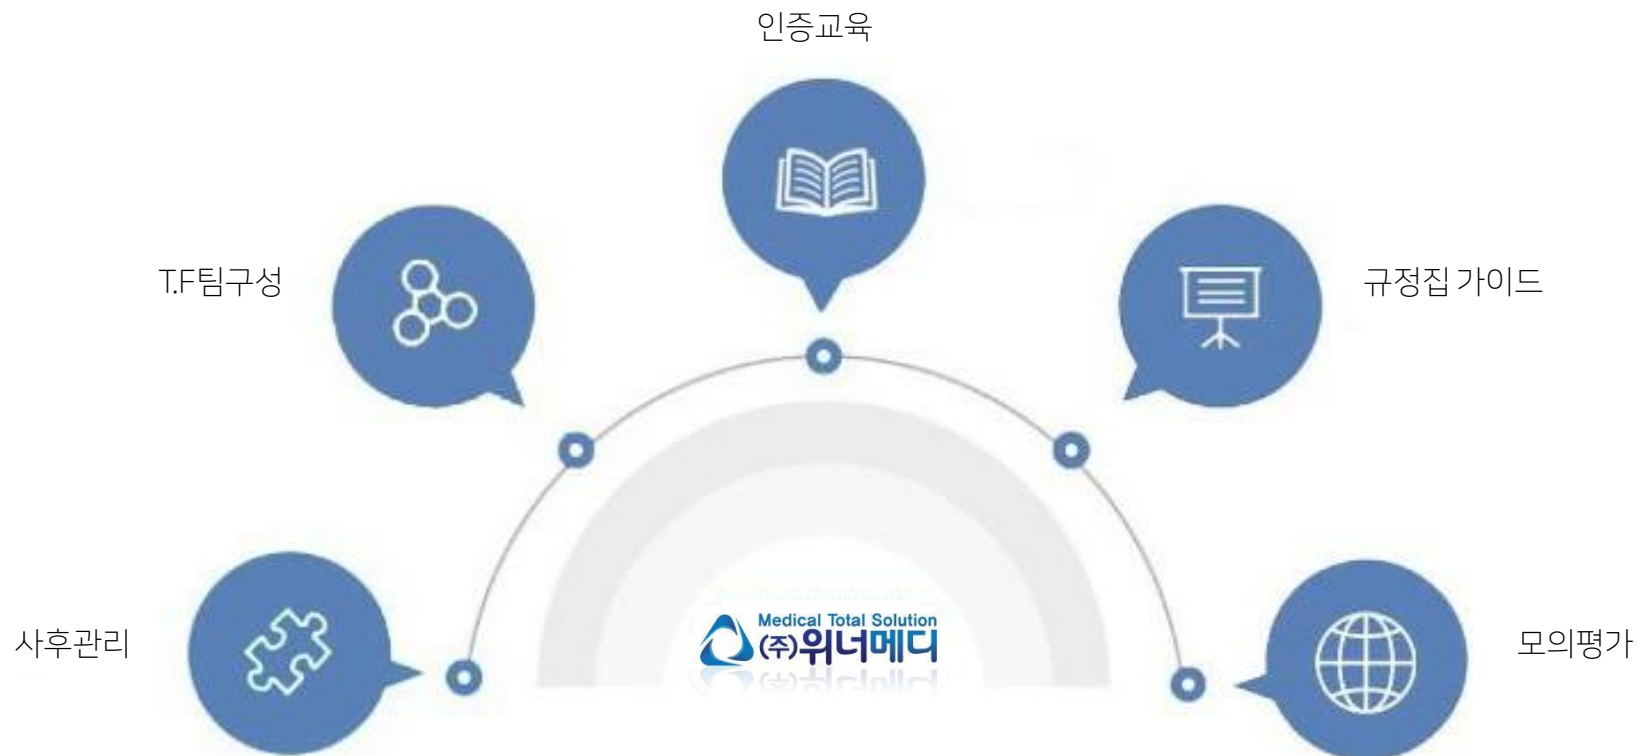 인증교육
T.F팀구성
규정집 가이드
사후관리
Medical Total Solution
(주)위너메디
모의평가